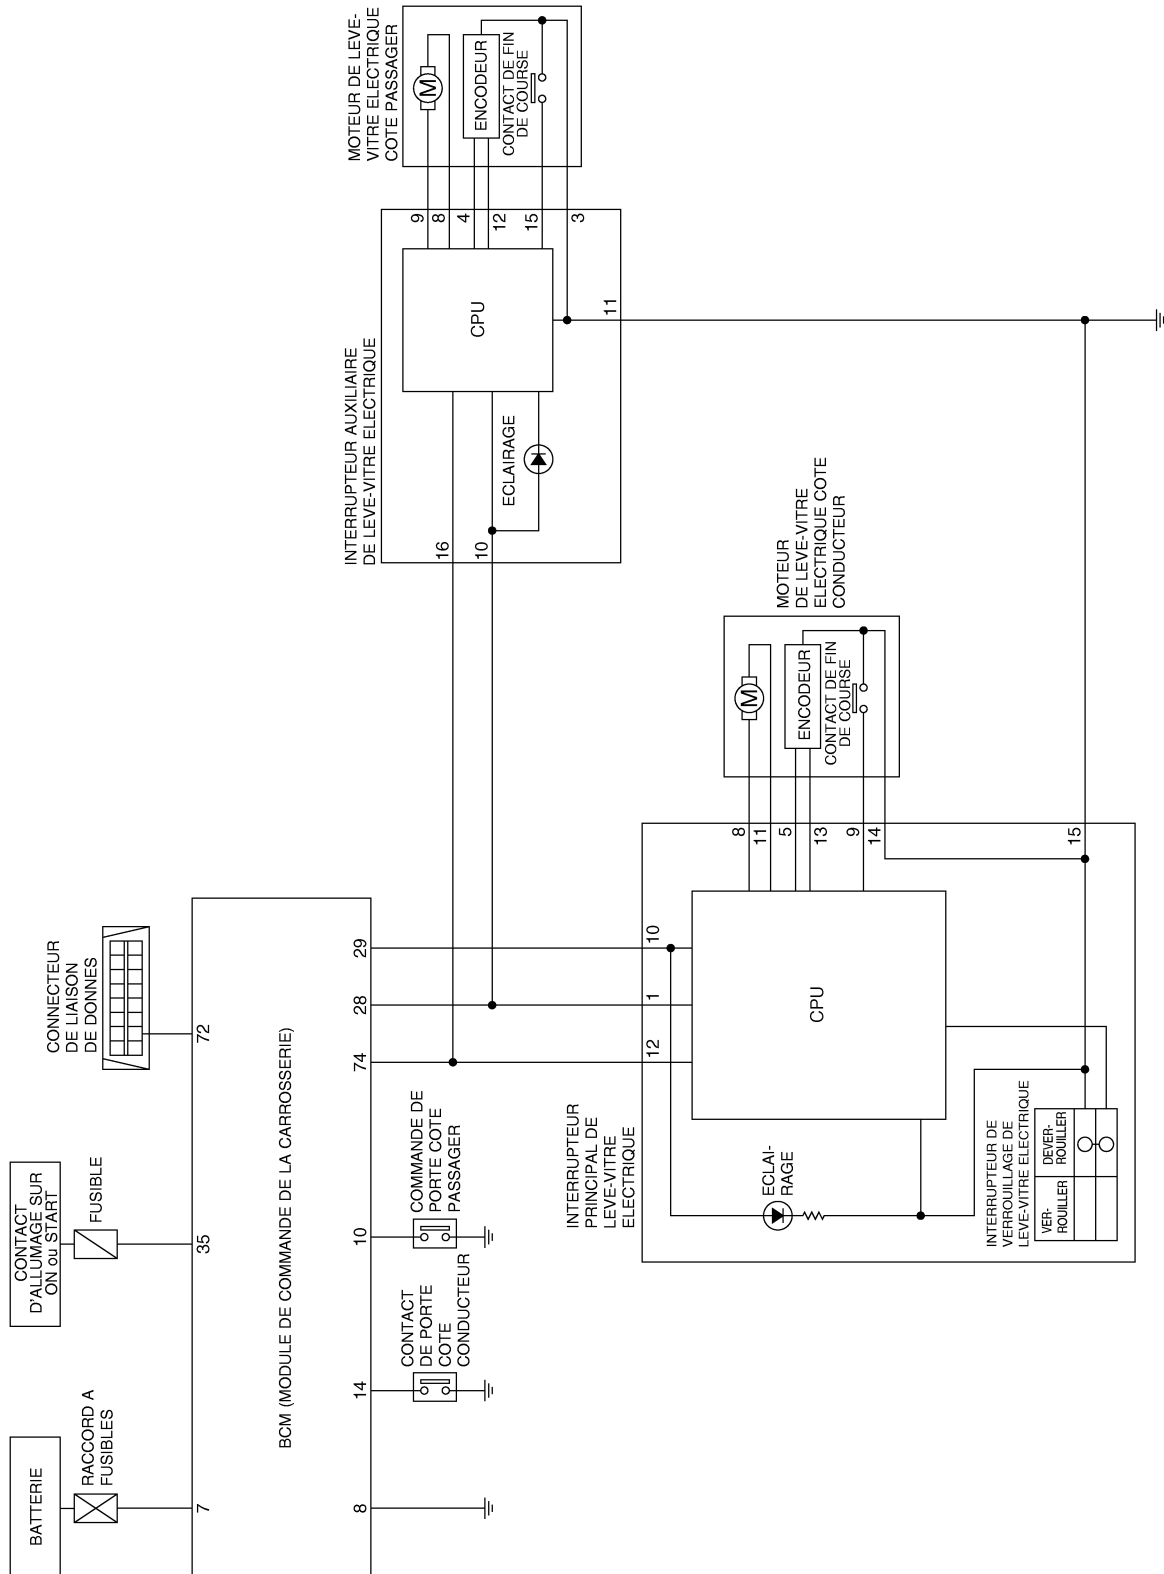 BATTERIE
RACCORD A
FUSIBLES
7
CONTACT
D'ALLUMAGE SUR
ON ou START
FUSIBLE
35
CONNECTEUR
DE LIAISON
DE DONNES
72
BCM (MODULE DE COMMANDE DE LA CARROSSERIE)
8
14
10
74
28
29
CONTACT
DE PORTE
COTE
CONDUCTEUR
COMMANDE DE
PORTE COTE
PASSAGER
INTERRUPTEUR
PRINCIPAL DE
LEVE-VITRE
ELECTRIQUE
12
1
10
CPU
ECLAI-
RAGE
INTERRUPTEUR DE
VERROUILLAGE DE
LEVE-VITRE ELECTRIQUE
VER-
ROUILLER
DEVER-
ROUILLER
8
11
5
13
9
14
15
MOTEUR
DE LEVE-VITRE
ELECTRIQUE COTE
CONDUCTEUR
M
ENCODEUR
CONTACT DE FIN
DE COURSE
INTERRUPTEUR AUXILIAIRE
DE LEVE-VITRE ELECTRIQUE
16
10
ECLAIRAGE
CPU
11
9
8
4
12
15
3
MOTEUR DE LEVE-
VITRE ELECTRIQUE
COTE PASSAGER
M
ENCODEUR
CONTACT DE FIN
DE COURSE